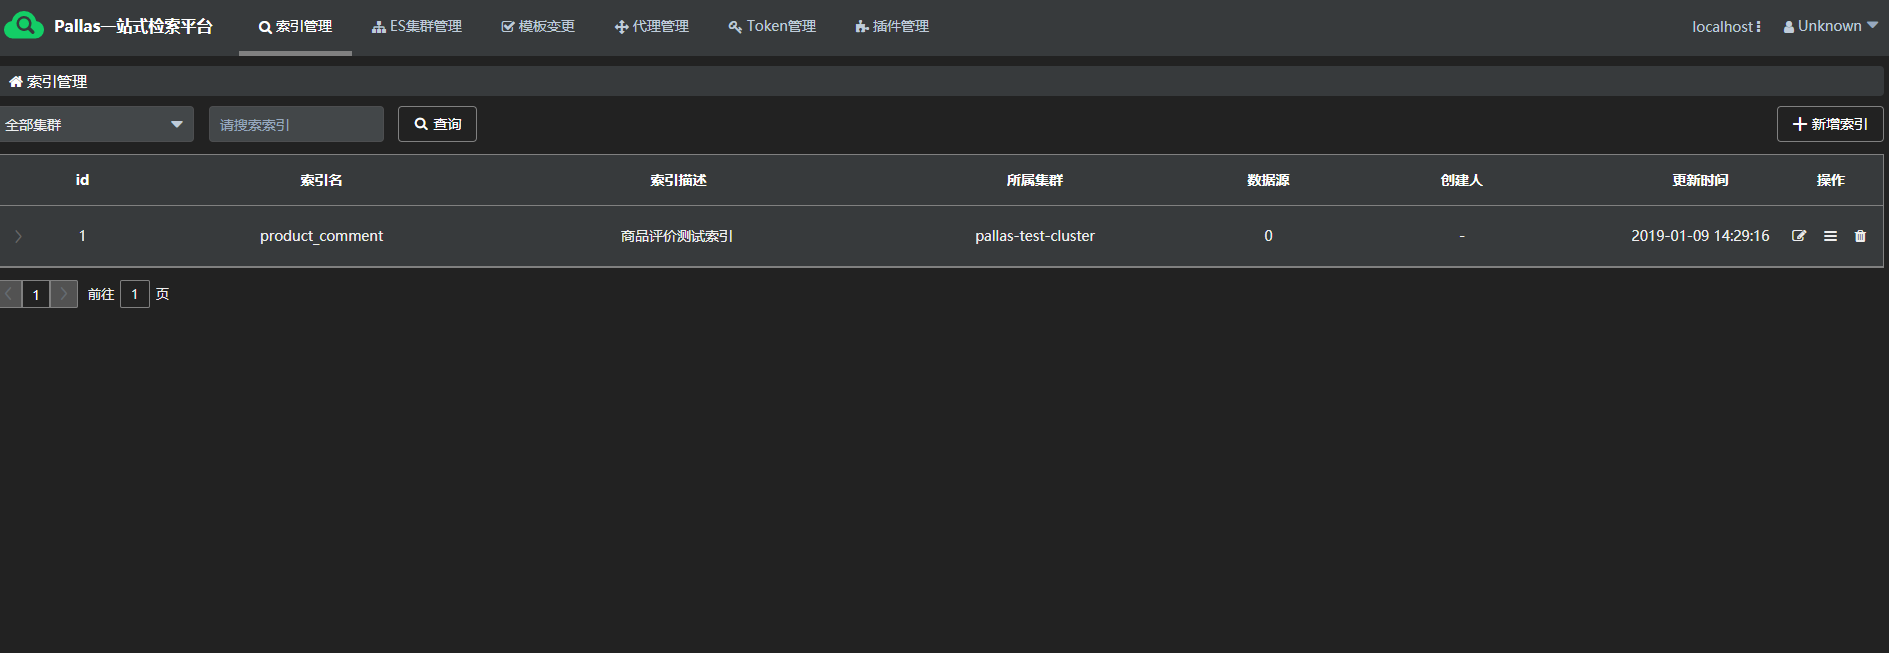 Pallas一站式检索平台 索引管理 ES集群管理 模板变更 代理管理 Token管理 插件管理 localhost Unknown
索引管理
全部集群 请搜索索引 查询 新增索引
id 索引名 索引描述 所属集群 数据源 创建人 更新时间 操作
1 product_comment 商品评价测试索引 pallas-test-cluster 0 - 2019-01-09 14:29:16
1 前往 1 页